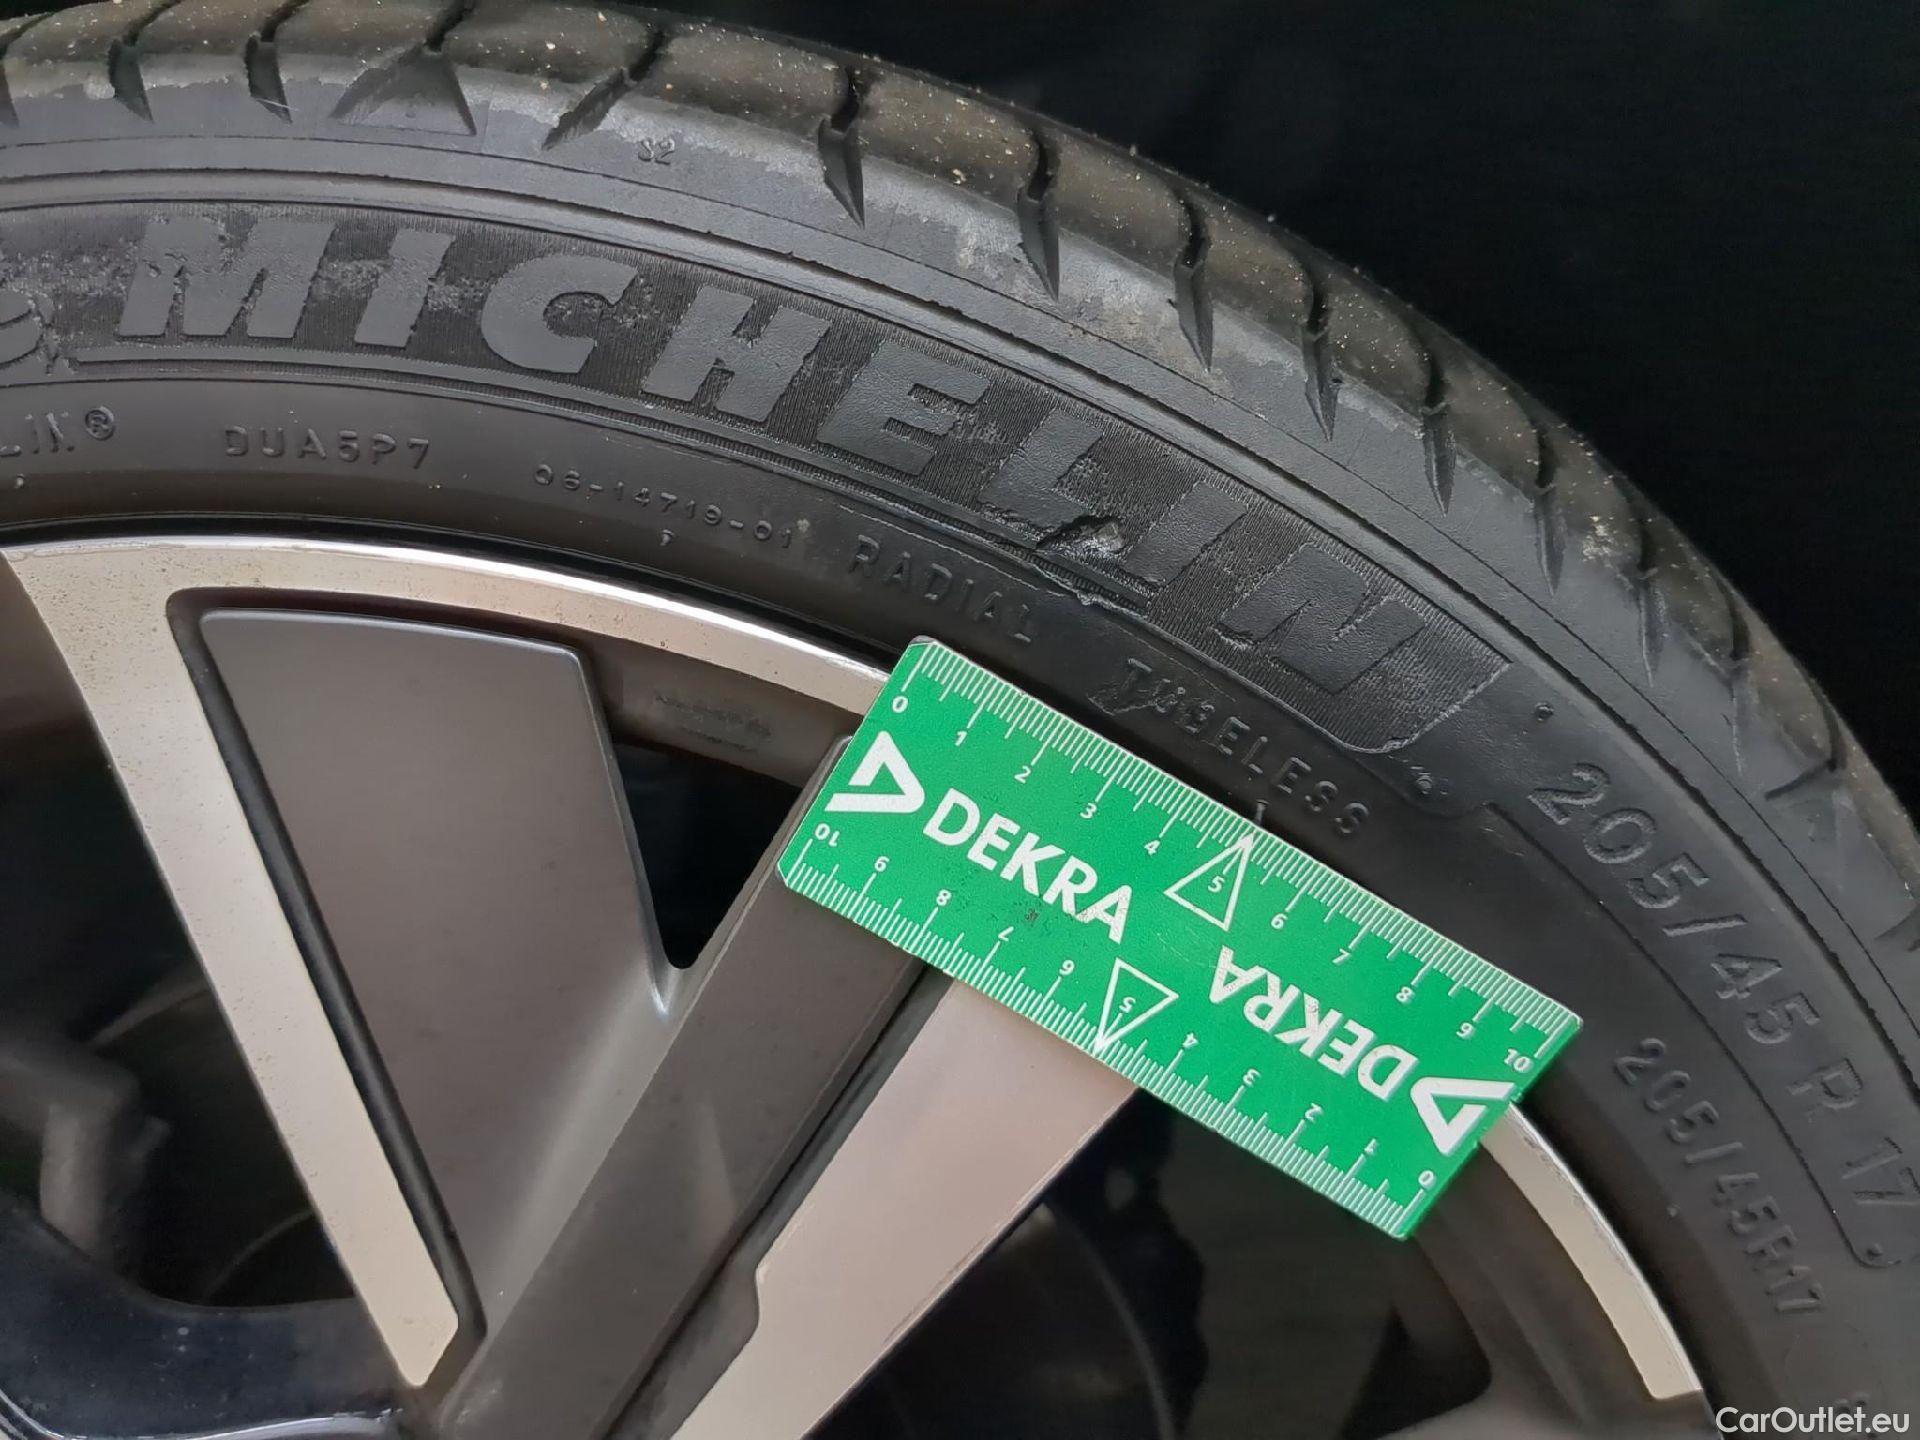 S2
MICHELIN
®
DUA5P7
06-14719-01
RADIAL
TUBELESS
205/45 R 17
205/45R17
0 1 2 3 4 5 6 7 8 9 10
DEKRA
DEKRA
10 9 8 7 6 5 4 3 2 1 0
CarOutlet.eu